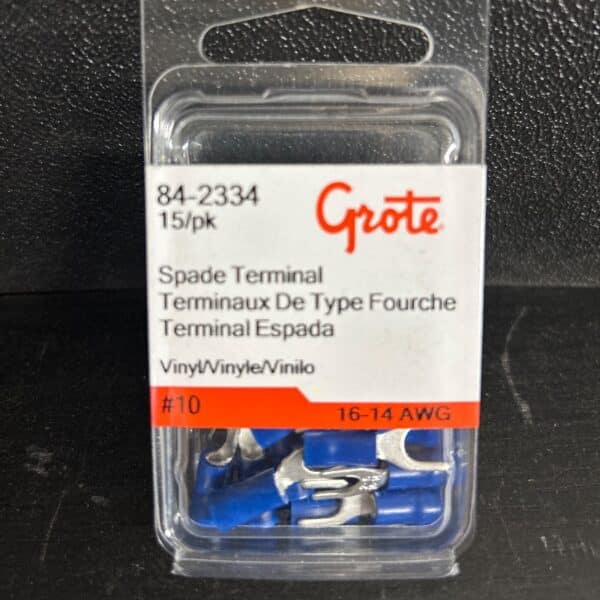 84-2334
15/pk
Grote
Spade Terminal
Terminaux De Type Fourche
Terminal Espada
Vinyl/Vinyle/Vinilo
#10
16-14 AWG